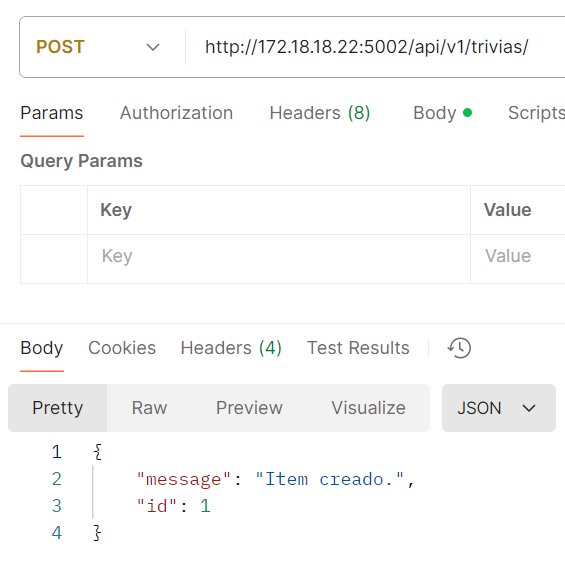 POST http://172.18.18.22:5002/api/v1/trivias/
Params Authorization Headers (8) Body Scripts
Query Params
Key Value
Key Value
Body Cookies Headers (4) Test Results
Pretty Raw Preview Visualize JSON
1 {
2 "message": "Item creado.",
3 "id": 1
4 }